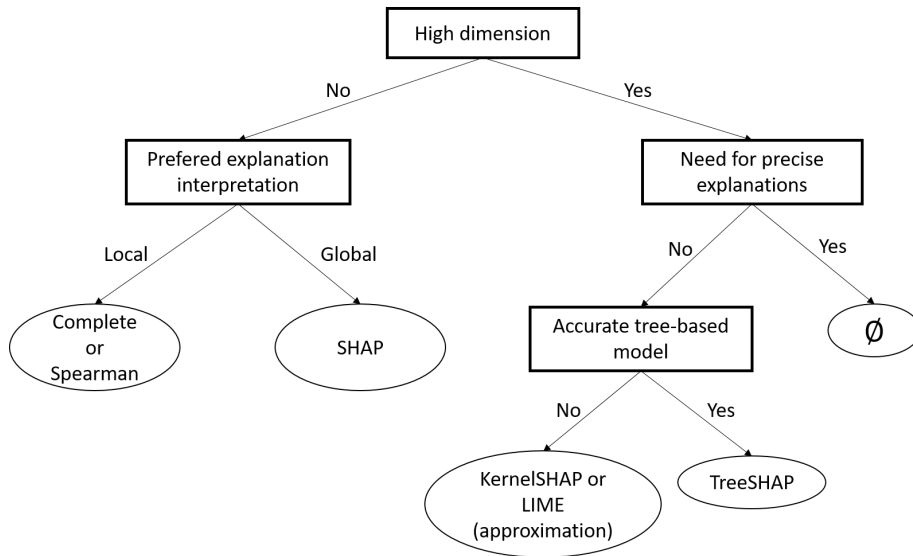 High dimension
No
Yes
Prefered explanation
interpretation
Need for precise
explanations
Local
Global
No
Yes
Complete
or
Spearman
SHAP
Accurate tree-based
model
Ø
No
Yes
KernelSHAP or
LIME
(approximation)
TreeSHAP